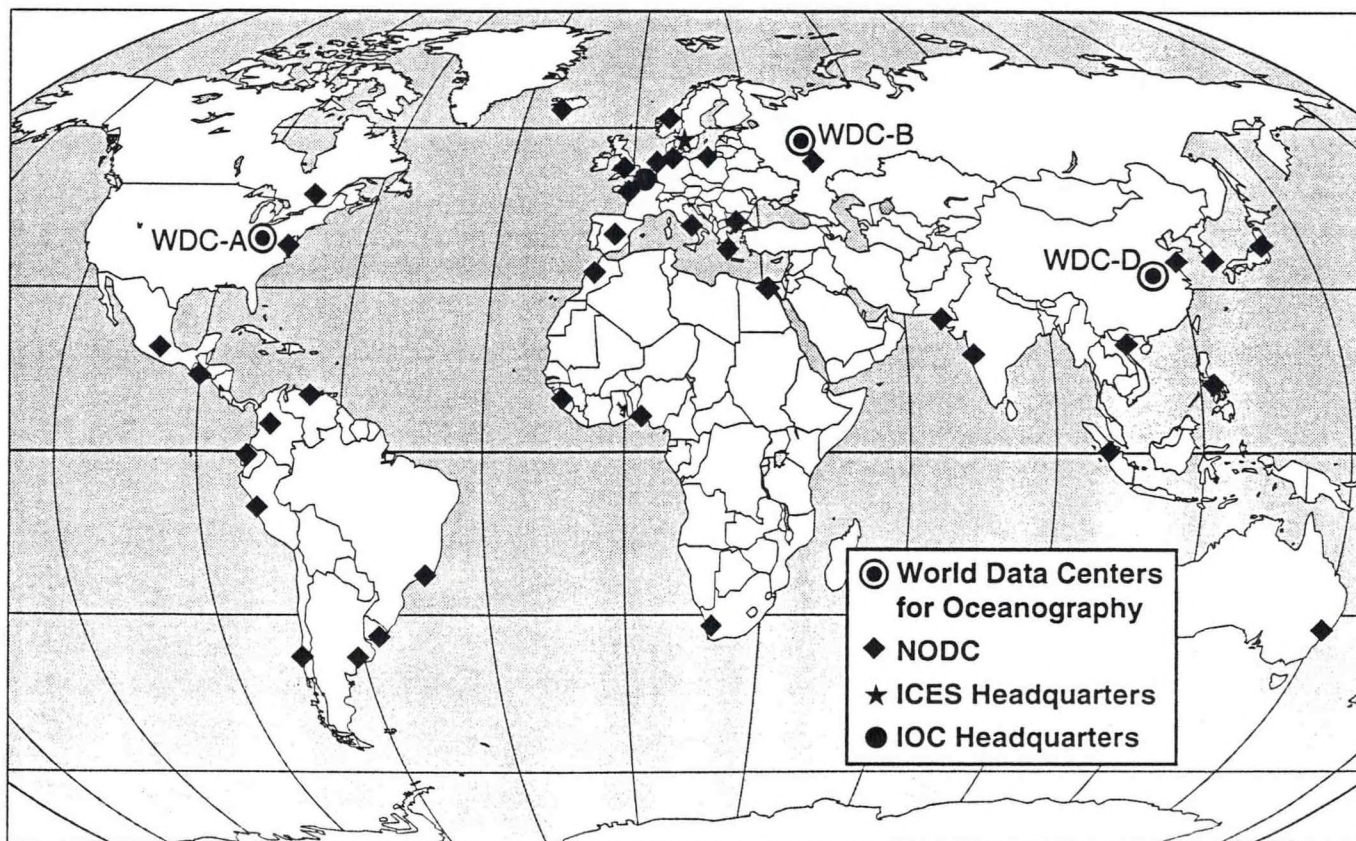 WDC-B
WDC-A
WDC-D
World Data Centers
for Oceanography
NODC
ICES Headquarters
IOC Headquarters